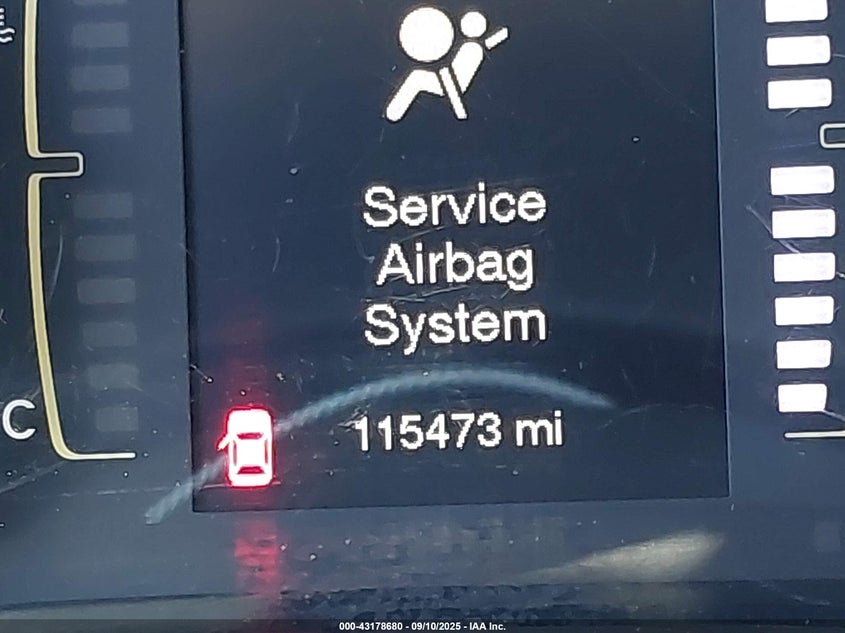 Service
Airbag
System
115473 mi
C
000-43178680 - 09/10/2025 - IAA Inc.